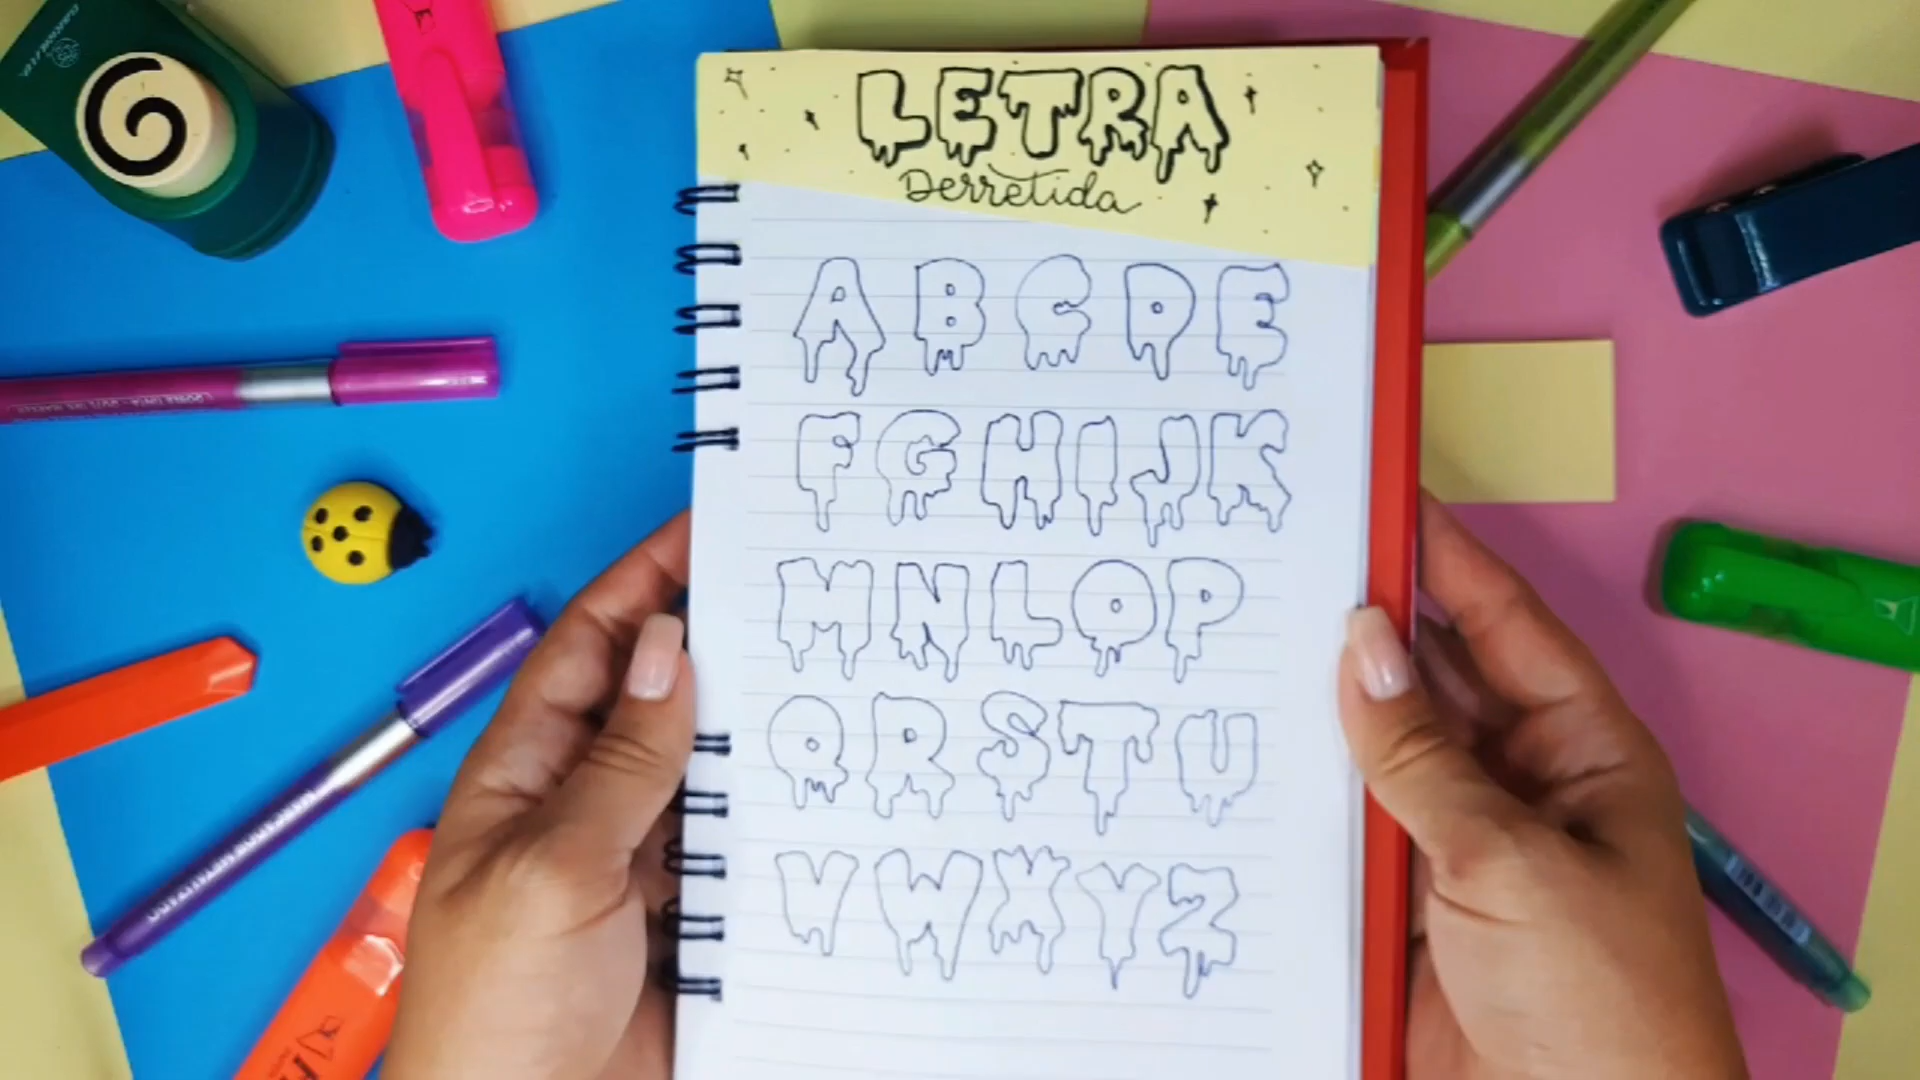 LETRA
Derretida
A B C D E
F G H I J K
M N L O P
Q R S T U
V W X Y Z